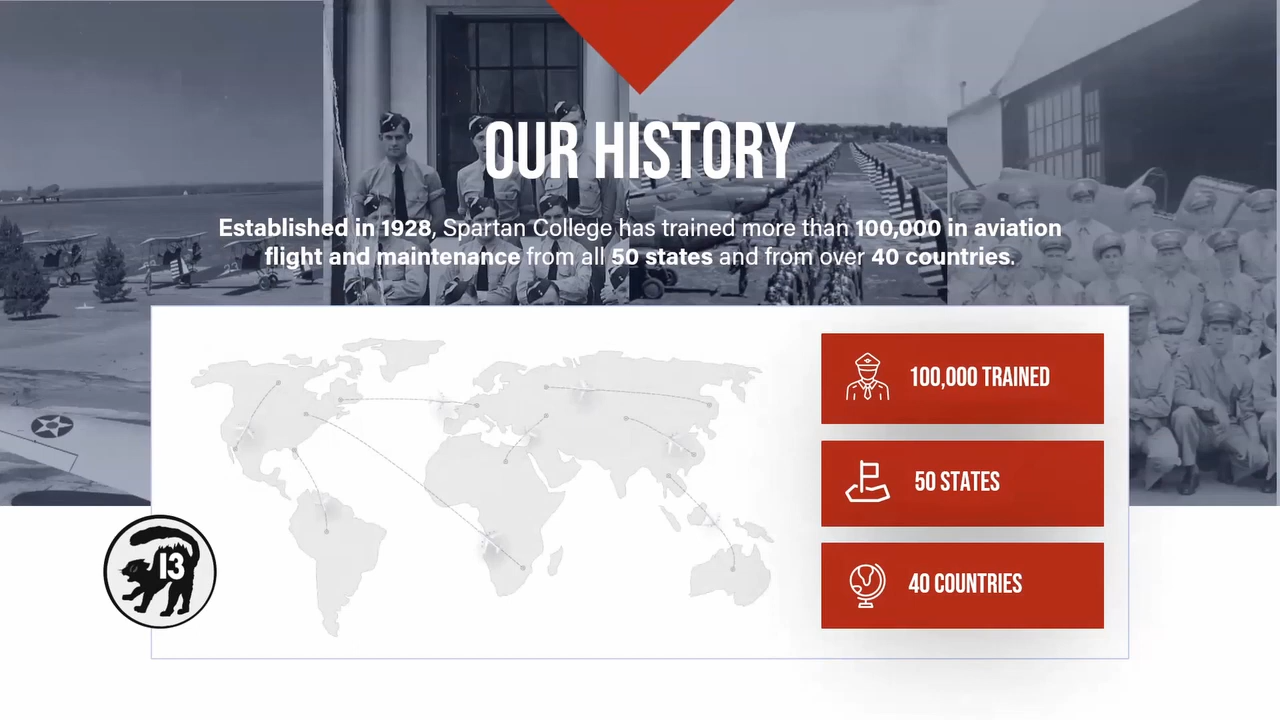 OUR HISTORY
Established in 1928, Spartan College has trained more than 100,000 in aviation
flight and maintenance from all 50 states and from over 40 countries.
100,000 TRAINED
50 STATES
40 COUNTRIES
13